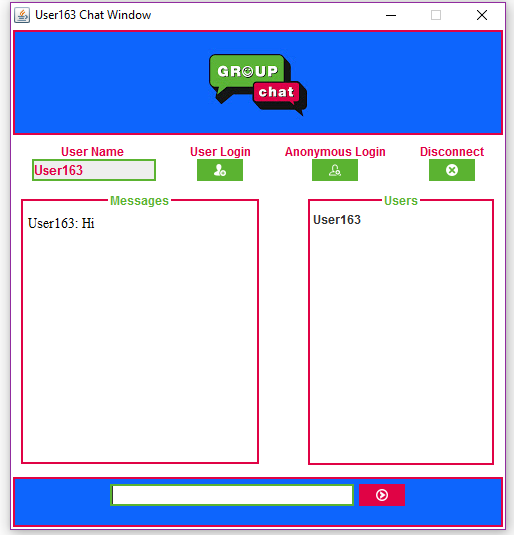 User163 Chat Window
GROUP
chat
User Name User Login Anonymous Login Disconnect
User163
Messages Users
User163: Hi User163